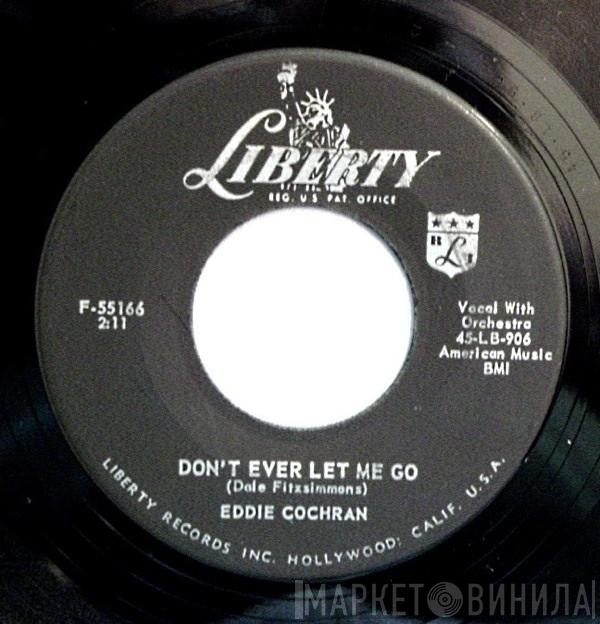 LIBERTY
REG. U.S. PAT. OFFICE
F-55166
2:11
Vocal With
Orchestra
45-LB-906
American Music
BMI
DON'T EVER LET ME GO
(Dale Fitzsimmons)
EDDIE COCHRAN
LIBERTY RECORDS INC. HOLLYWOOD: CALIF. U.S.A.
МАРКЕТ ВИНИЛА